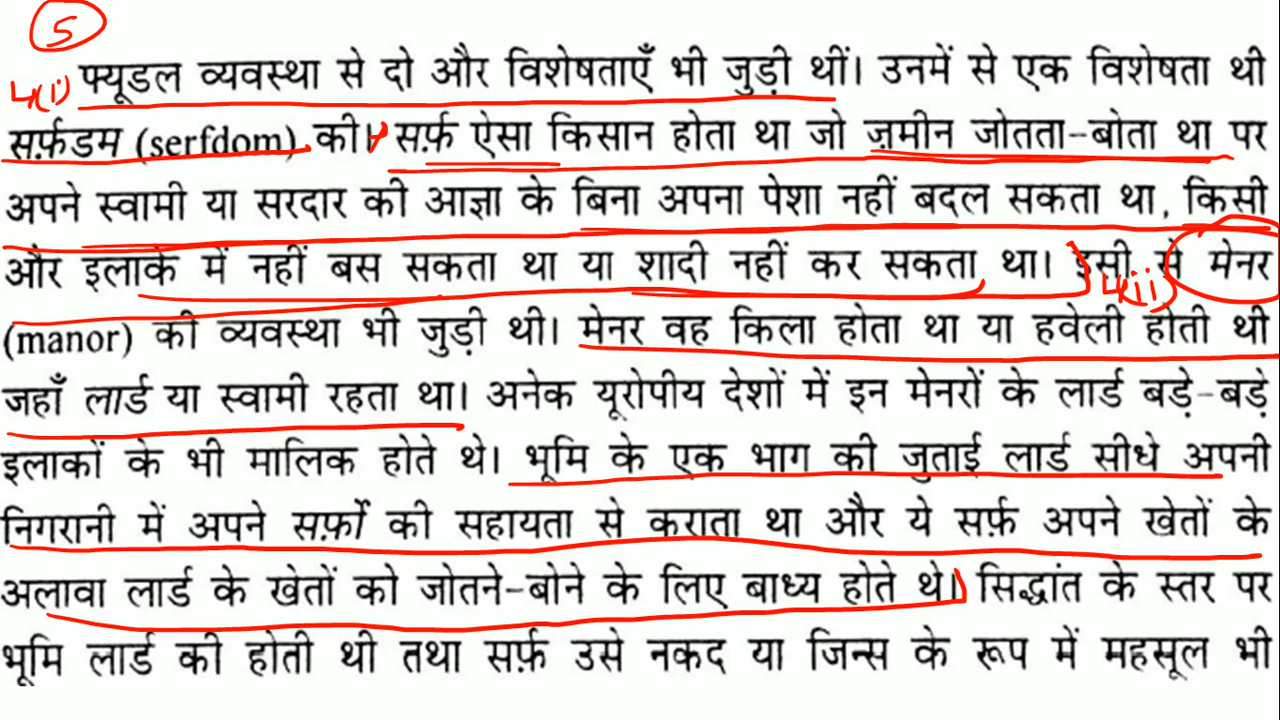 5
4(i) फ्यूडल व्यवस्था से दो और विशेषताएँ भी जुड़ी थीं। उनमें से एक विशेषता थी
सर्फ़डम (serfdom) की। सर्फ़ ऐसा किसान होता था जो ज़मीन जोतता-बोता था पर
अपने स्वामी या सरदार की आज्ञा के बिना अपना पेशा नहीं बदल सकता था, किसी
और इलाके में नहीं बस सकता था या शादी नहीं कर सकता था। इसी से मेनर
4(ii)
(manor) की व्यवस्था भी जुड़ी थी। मेनर वह किला होता था या हवेली होती थी
जहाँ लार्ड या स्वामी रहता था। अनेक यूरोपीय देशों में इन मेनरों के लार्ड बड़े-बड़े
इलाकों के भी मालिक होते थे। भूमि के एक भाग की जुताई लार्ड सीधे अपनी
निगरानी में अपने सर्फ़ों की सहायता से कराता था और ये सर्फ़ अपने खेतों के
अलावा लार्ड के खेतों को जोतने-बोने के लिए बाध्य होते थे। सिद्धांत के स्तर पर
भूमि लार्ड की होती थी तथा सर्फ़ उसे नकद या जिन्स के रूप में महसूल भी